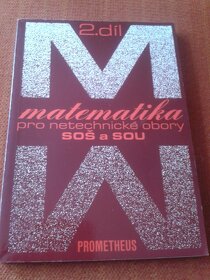 2. díl
M
matematika
pro netechnické obory
SOŠ a SOU
M
PROMETHEUS